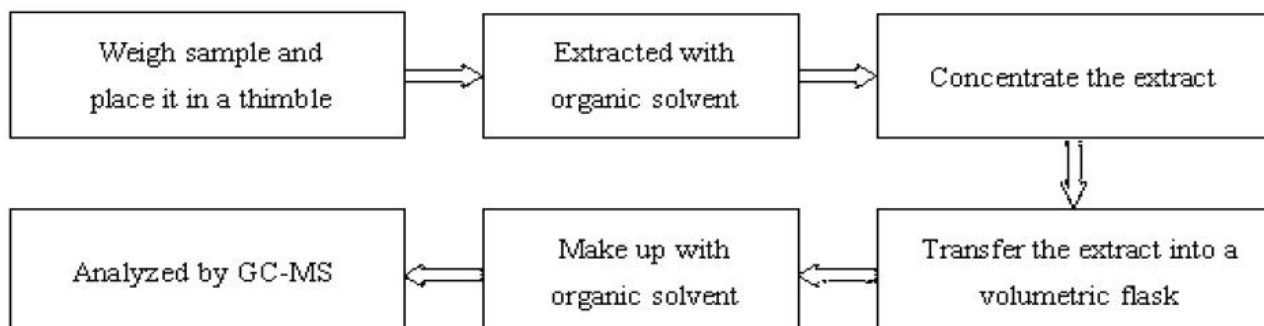 Weigh sample and
place it in a thimble
Extracted with
organic solvent
Concentrate the extract
Transfer the extract into a
volumetric flask
Make up with
organic solvent
Analyzed by GC-MS